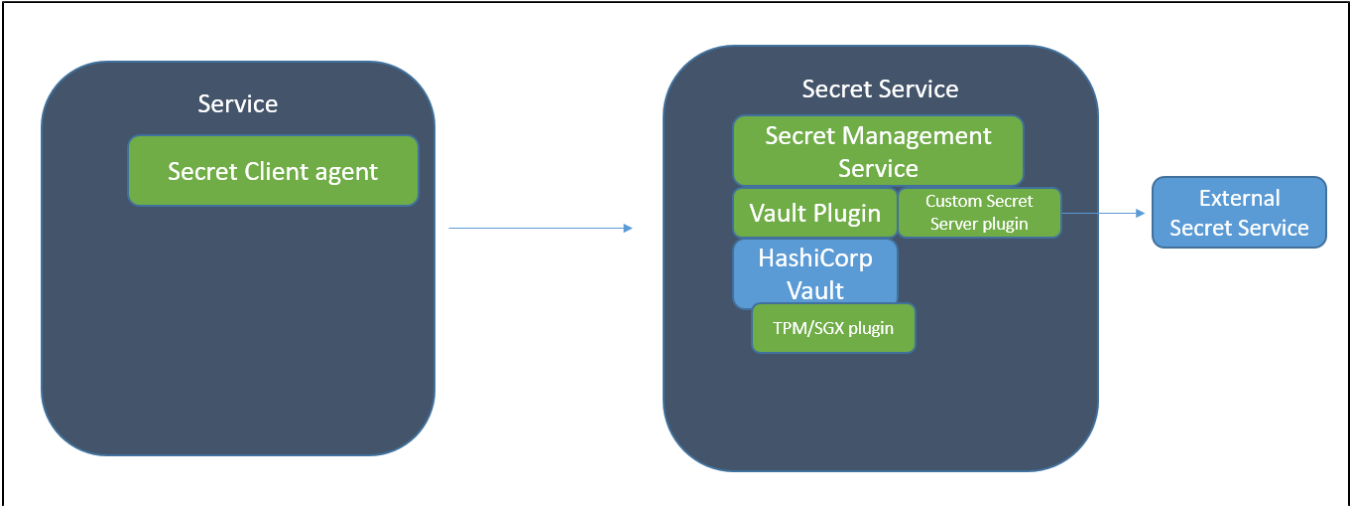 Service
Secret Client agent
Secret Service
Secret Management
Service
Vault Plugin
Custom Secret
Server plugin
HashiCorp
Vault
TPM/SGX plugin
External
Secret Service